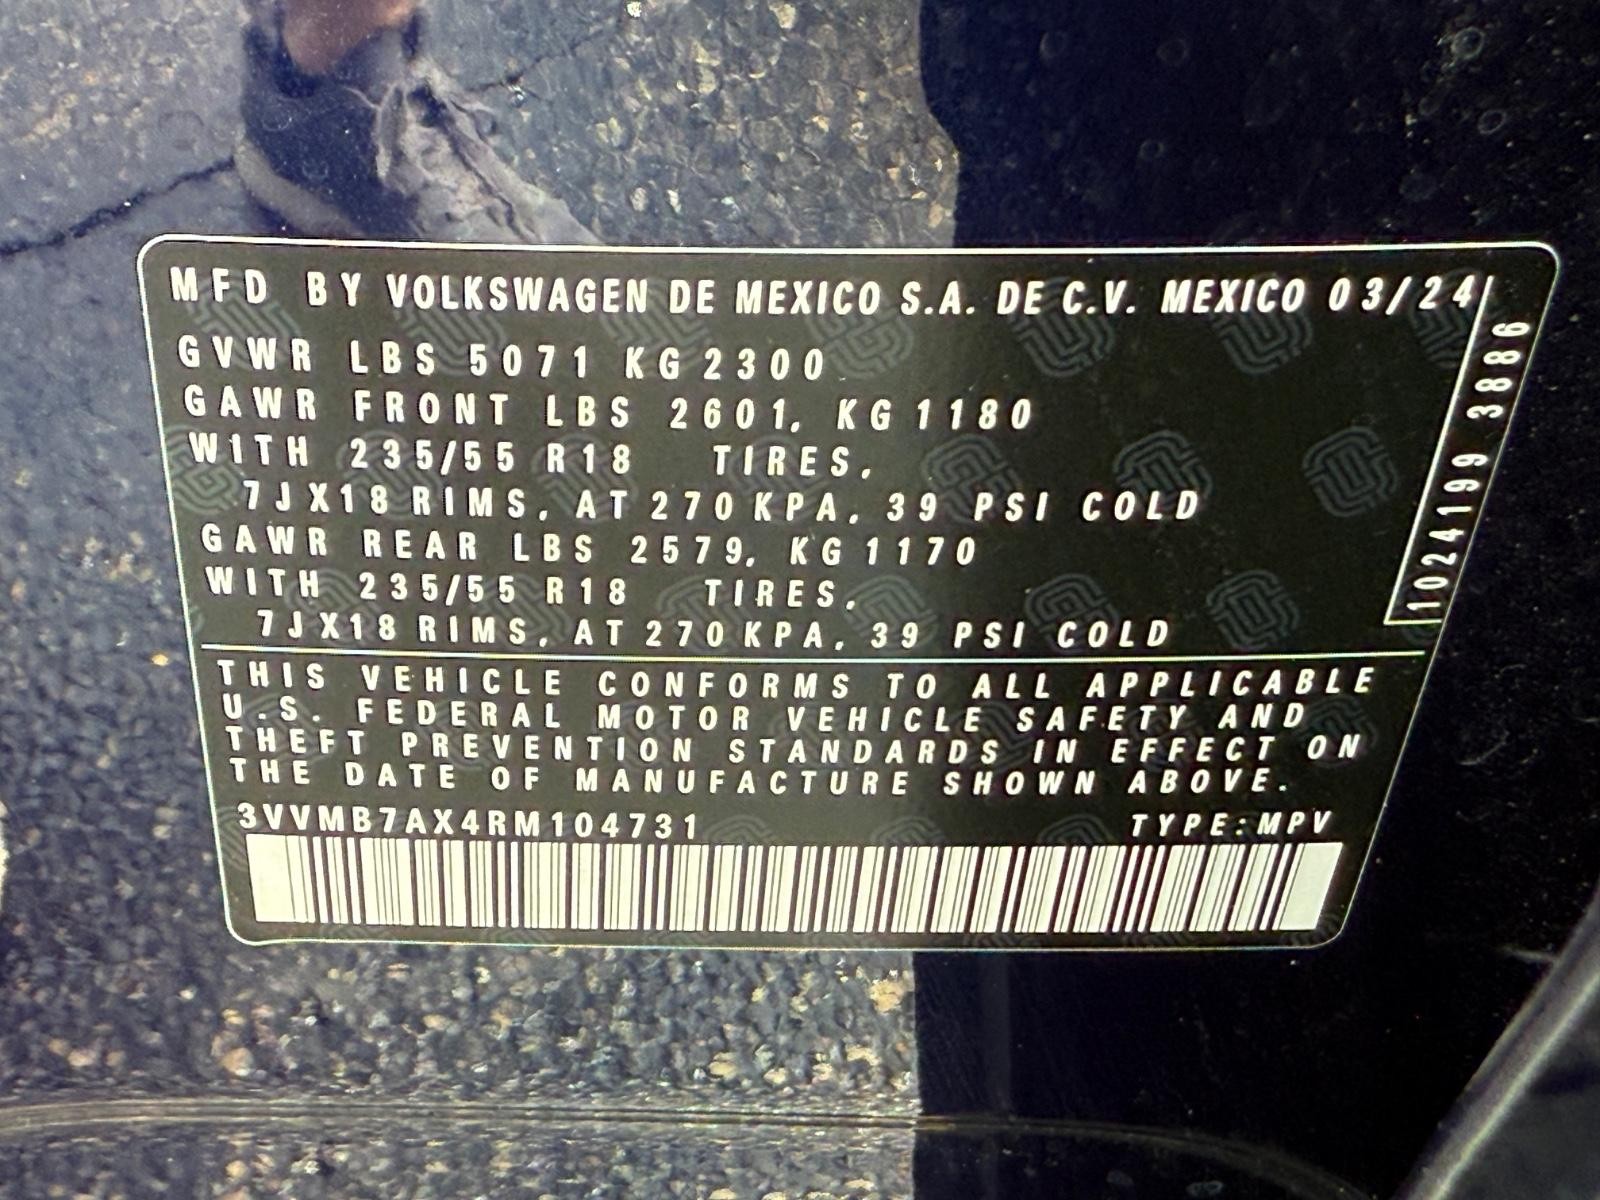 MFD BY VOLKSWAGEN DE MEXICO S.A. DE C.V. MEXICO 03/24
GVWR LBS 5071 KG 2300
GAWR FRONT LBS 2601, KG 1180
WITH 235/55 R18 TIRES,
7JX18 RIMS, AT 270 KPA, 39 PSI COLD
GAWR REAR LBS 2579, KG 1170
WITH 235/55 R18 TIRES,
7JX18 RIMS, AT 270 KPA, 39 PSI COLD
1024199 3886
THIS VEHICLE CONFORMS TO ALL APPLICABLE
U.S. FEDERAL MOTOR VEHICLE SAFETY AND
THEFT PREVENTION STANDARDS IN EFFECT ON
THE DATE OF MANUFACTURE SHOWN ABOVE.
3VVMB7AX4RM104731 TYPE:MPV